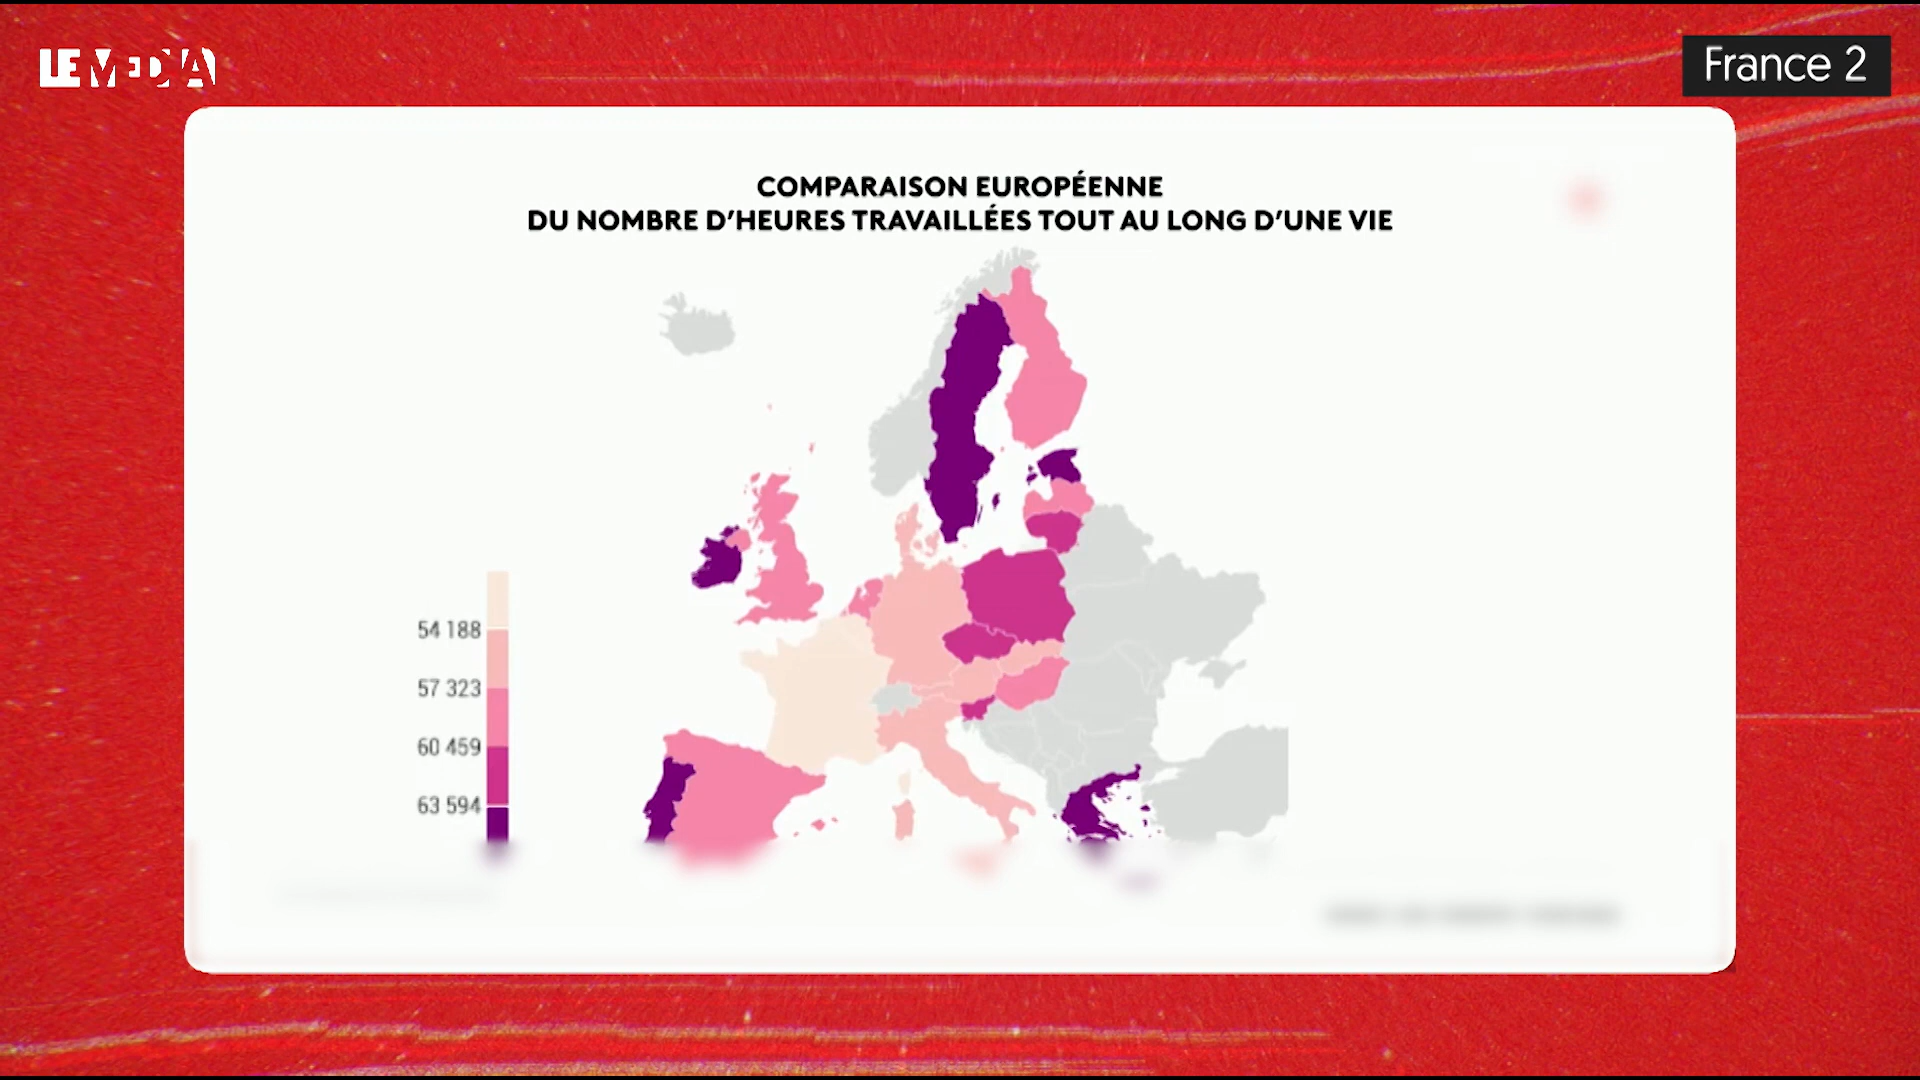 LE MEDIA
France 2
COMPARAISON EUROPÉENNE
DU NOMBRE D’HEURES TRAVAILLÉES TOUT AU LONG D’UNE VIE
54 188
57 323
60 459
63 594